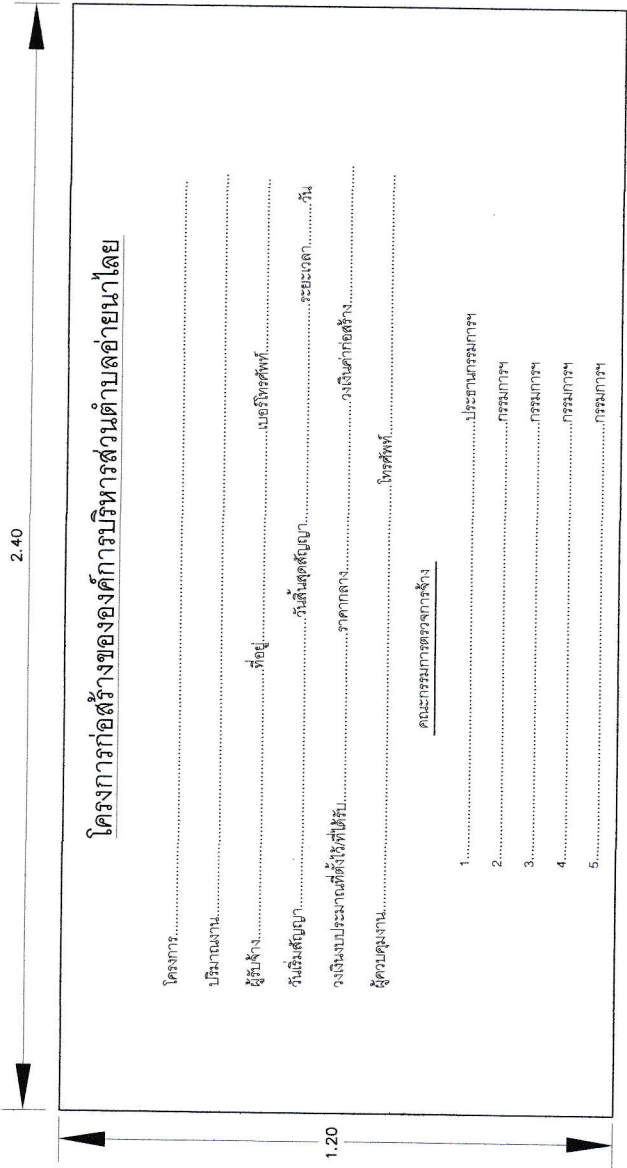 2.40
โครงการก่อสร้างขององค์การบริหารส่วนตำบลอ่ายนาไลย
โครงการ..........................................................................
ปริมาณงาน..........................................................................
ผู้รับจ้าง..............................ที่อยู่..............................เบอร์โทรศัพท์..............................
วันเริ่มสัญญา..............................วันสิ้นสุดสัญญา..............................ระยะเวลา..........วัน
วงเงินงบประมาณที่ตั้งไว้/ที่ได้รับ..............................ราคากลาง..............................วงเงินค่าก่อสร้าง..............................
ผู้ควบคุมงาน..............................โทรศัพท์..............................
คณะกรรมการตรวจการจ้าง
1..............................ประธานกรรมการฯ
2..............................กรรมการฯ
3..............................กรรมการฯ
4..............................กรรมการฯ
5..............................กรรมการฯ
1.20